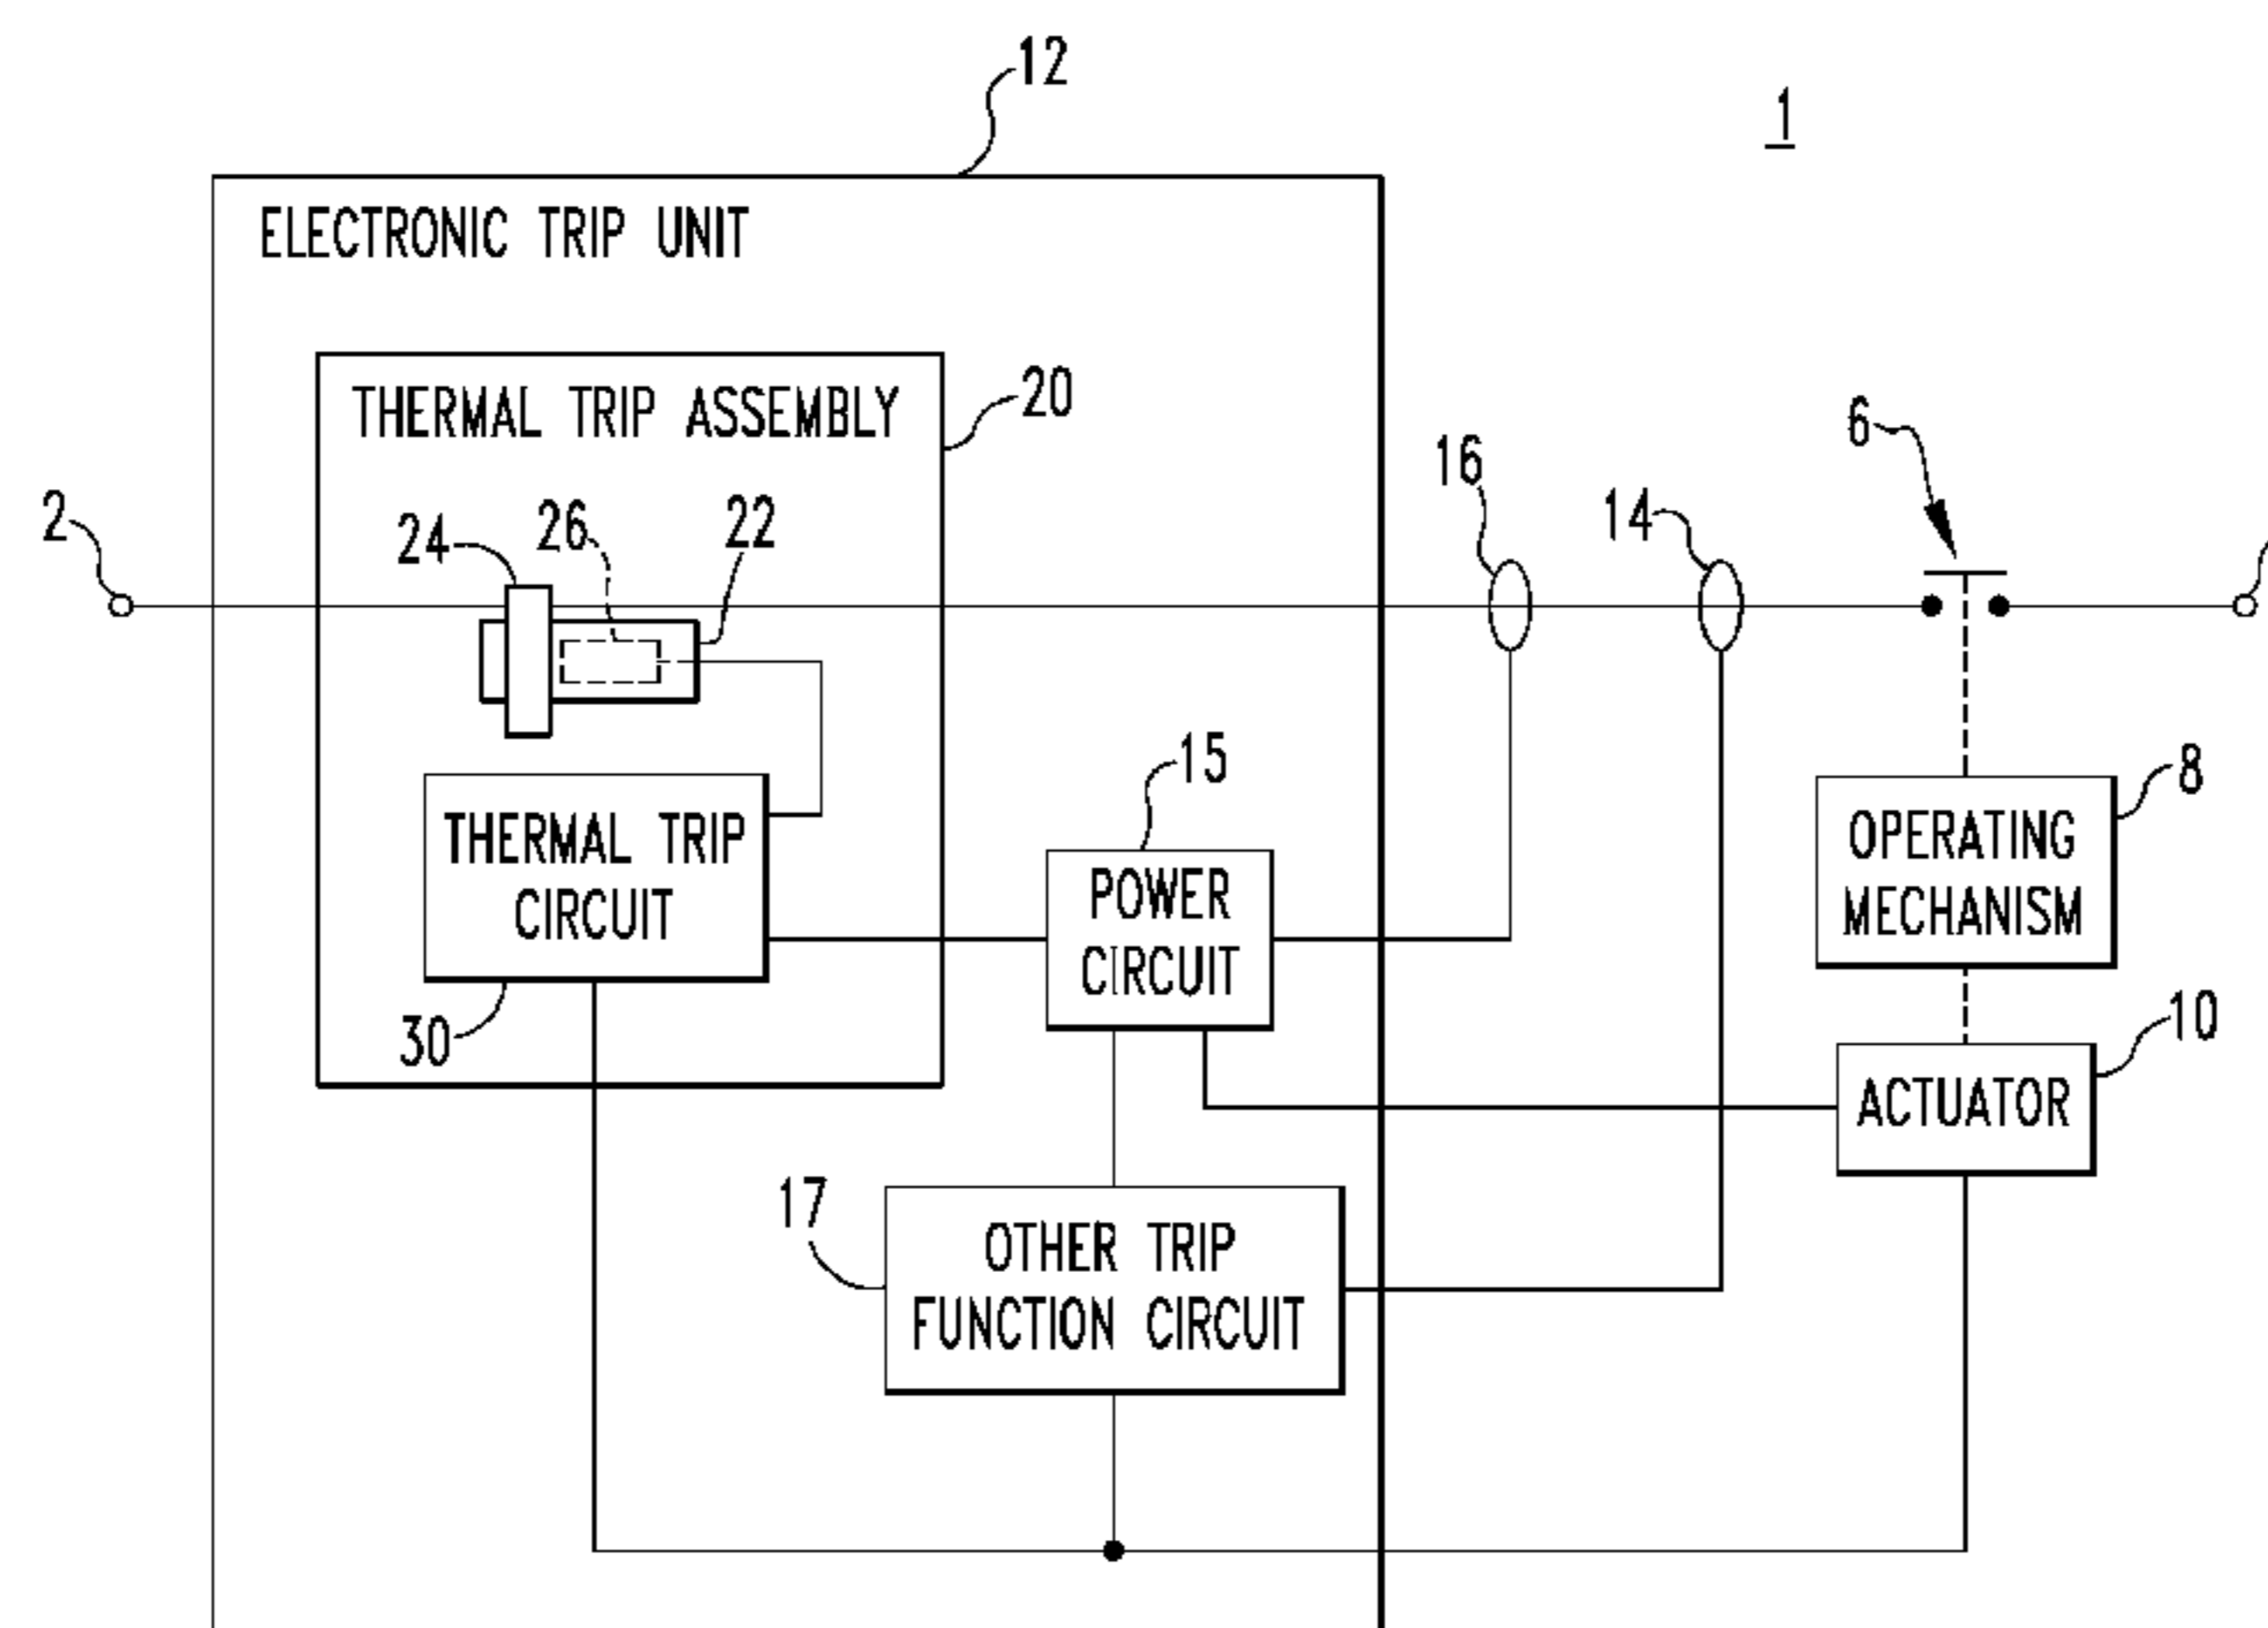 12
1
ELECTRONIC TRIP UNIT
THERMAL TRIP ASSEMBLY
20
6
16
14
2
24
26
22
15
8
THERMAL TRIP
CIRCUIT
POWER
CIRCUIT
OPERATING
MECHANISM
30
10
ACTUATOR
17
OTHER TRIP
FUNCTION CIRCUIT